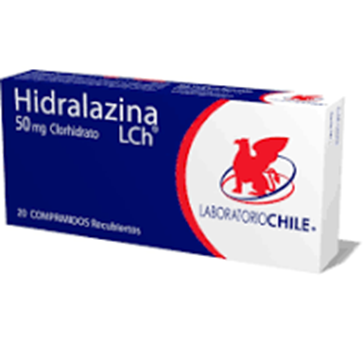 Hidralazina
50 mg Clorhidrato LCh®
20 COMPRIMIDOS Recubiertos
LABORATORIOCHILE®